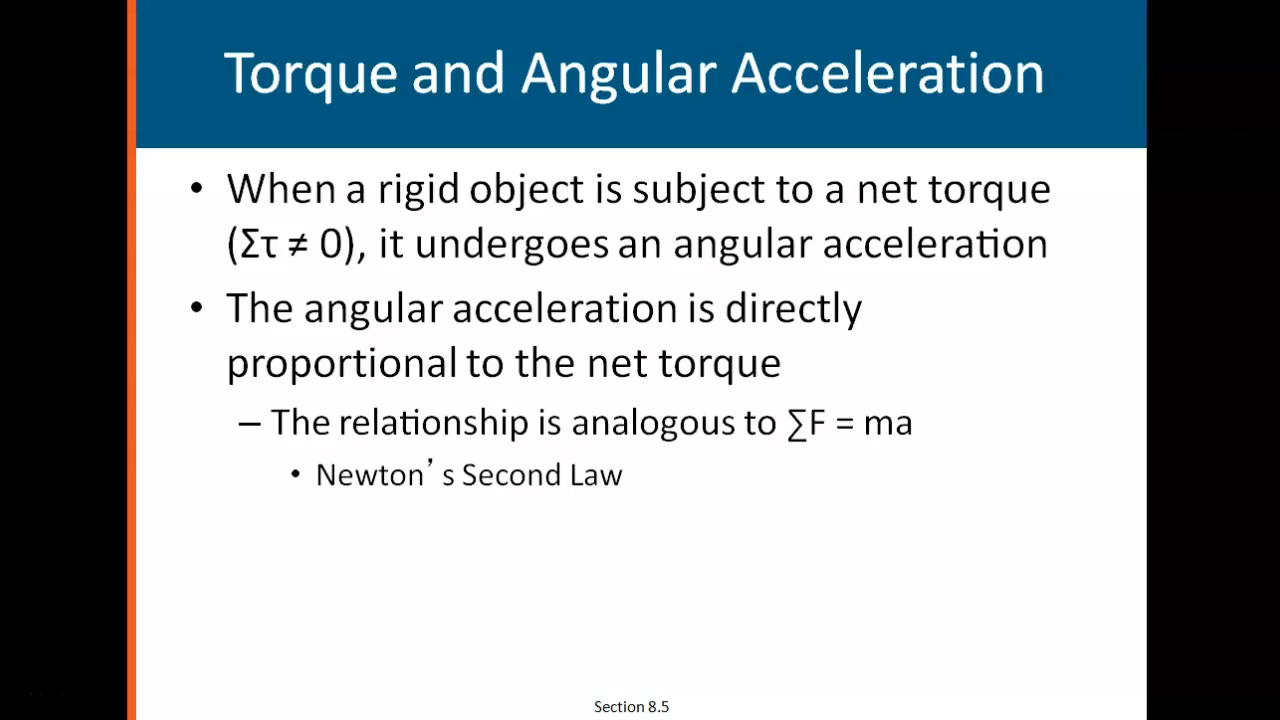 Torque and Angular Acceleration
• When a rigid object is subject to a net torque
(Στ ≠ 0), it undergoes an angular acceleration
• The angular acceleration is directly
proportional to the net torque
– The relationship is analogous to ∑F = ma
• Newton’s Second Law
Section 8.5